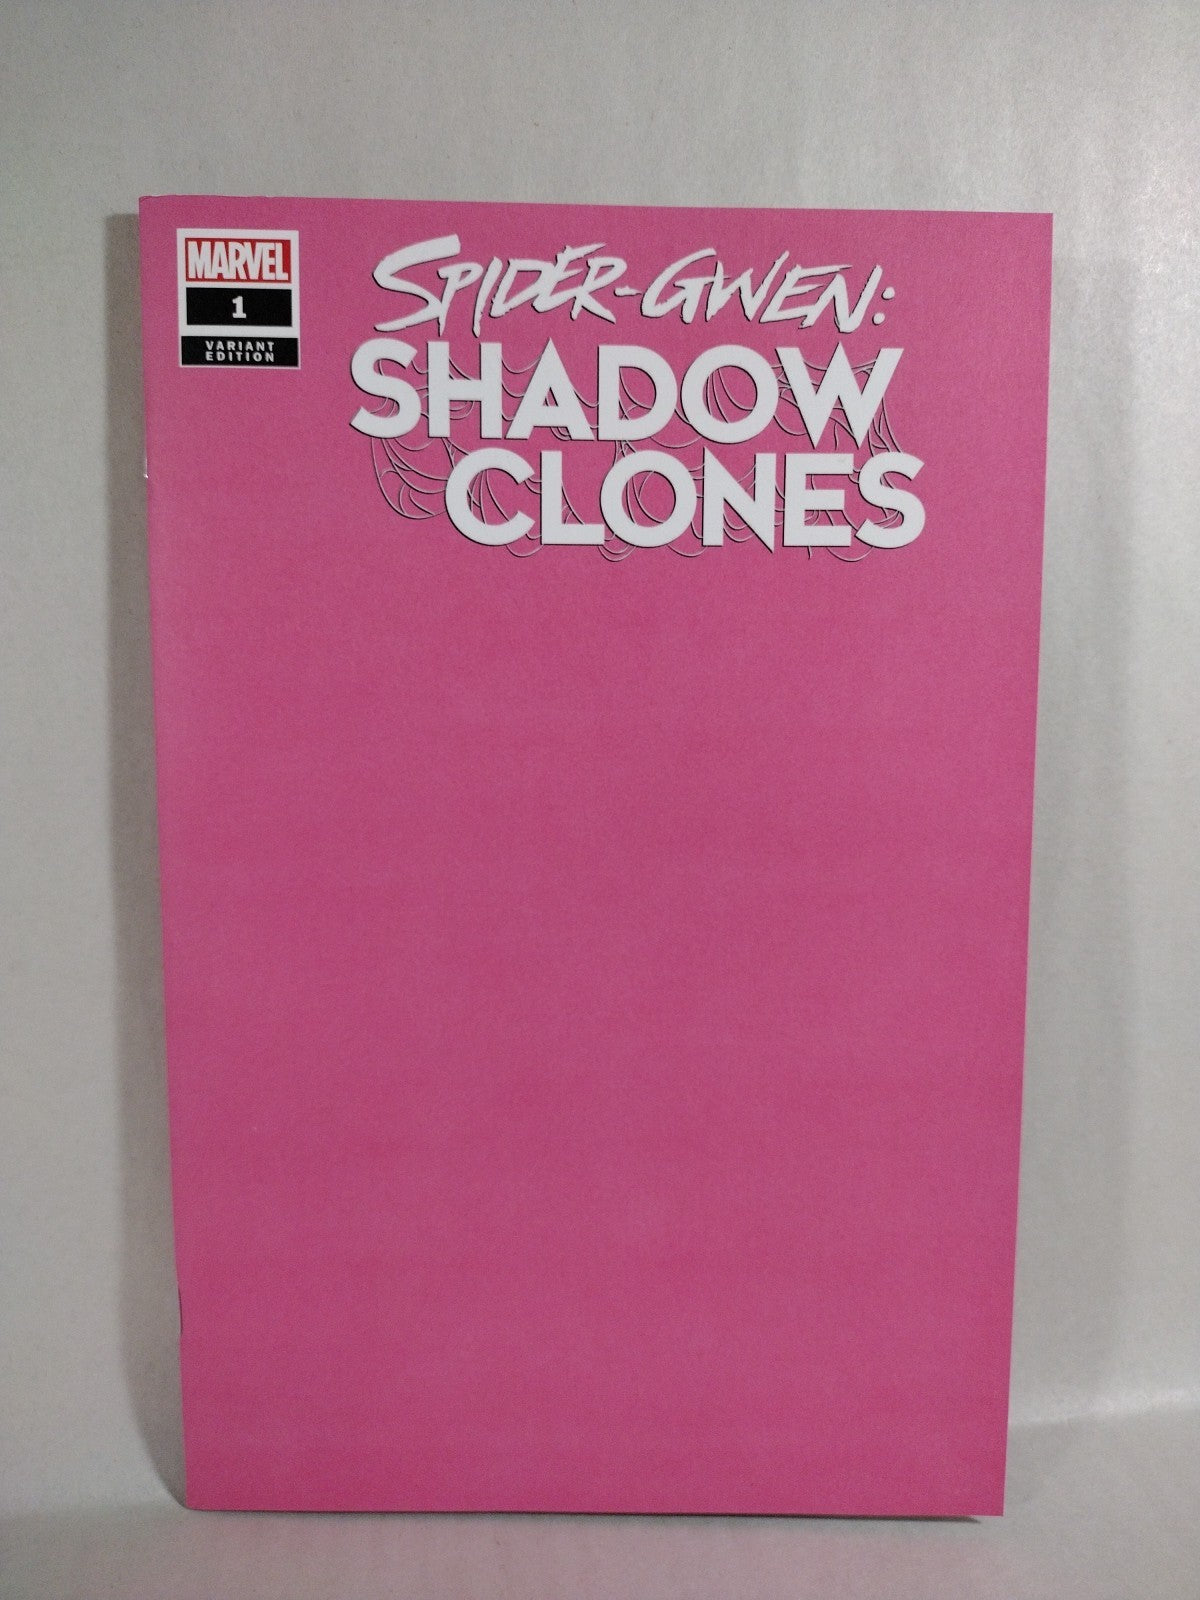 MARVEL
1
VARIANT
EDITION
SPIDER-GWEN:
SHADOW
CLONES